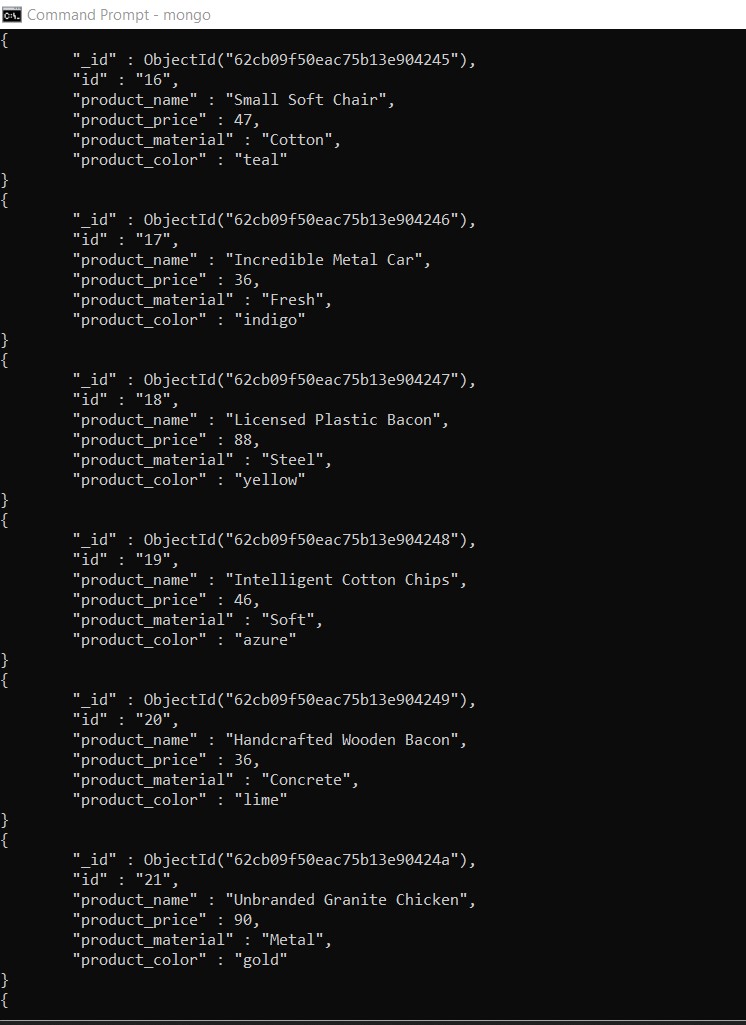 Command Prompt - mongo
{
"_id" : ObjectId("62cb09f50eac75b13e904245"),
"id" : "16",
"product_name" : "Small Soft Chair",
"product_price" : 47,
"product_material" : "Cotton",
"product_color" : "teal"
}
{
"_id" : ObjectId("62cb09f50eac75b13e904246"),
"id" : "17",
"product_name" : "Incredible Metal Car",
"product_price" : 36,
"product_material" : "Fresh",
"product_color" : "indigo"
}
{
"_id" : ObjectId("62cb09f50eac75b13e904247"),
"id" : "18",
"product_name" : "Licensed Plastic Bacon",
"product_price" : 88,
"product_material" : "Steel",
"product_color" : "yellow"
}
{
"_id" : ObjectId("62cb09f50eac75b13e904248"),
"id" : "19",
"product_name" : "Intelligent Cotton Chips",
"product_price" : 46,
"product_material" : "Soft",
"product_color" : "azure"
}
{
"_id" : ObjectId("62cb09f50eac75b13e904249"),
"id" : "20",
"product_name" : "Handcrafted Wooden Bacon",
"product_price" : 36,
"product_material" : "Concrete",
"product_color" : "lime"
}
{
"_id" : ObjectId("62cb09f50eac75b13e90424a"),
"id" : "21",
"product_name" : "Unbranded Granite Chicken",
"product_price" : 90,
"product_material" : "Metal",
"product_color" : "gold"
}
{